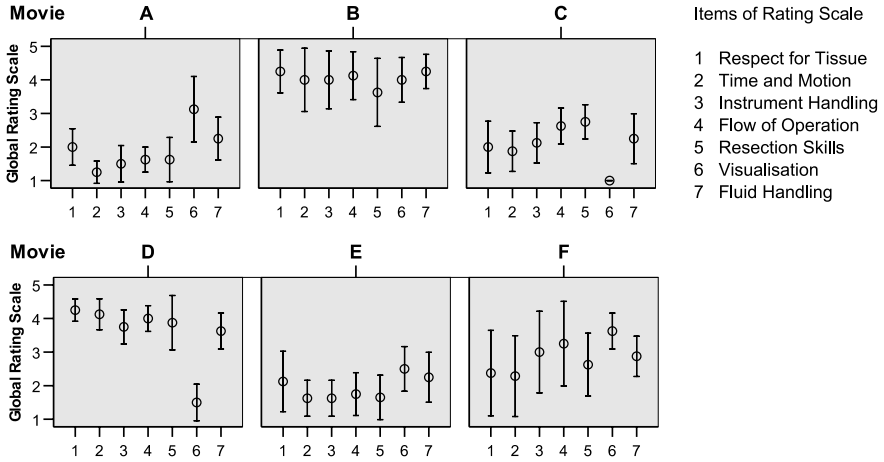 Movie A B C
Global Rating Scale
5
4
3
2
1
1 2 3 4 5 6 7 1 2 3 4 5 6 7 1 2 3 4 5 6 7
Items of Rating Scale
1 Respect for Tissue
2 Time and Motion
3 Instrument Handling
4 Flow of Operation
5 Resection Skills
6 Visualisation
7 Fluid Handling
Movie D E F
Global Rating Scale
5
4
3
2
1
1 2 3 4 5 6 7 1 2 3 4 5 6 7 1 2 3 4 5 6 7